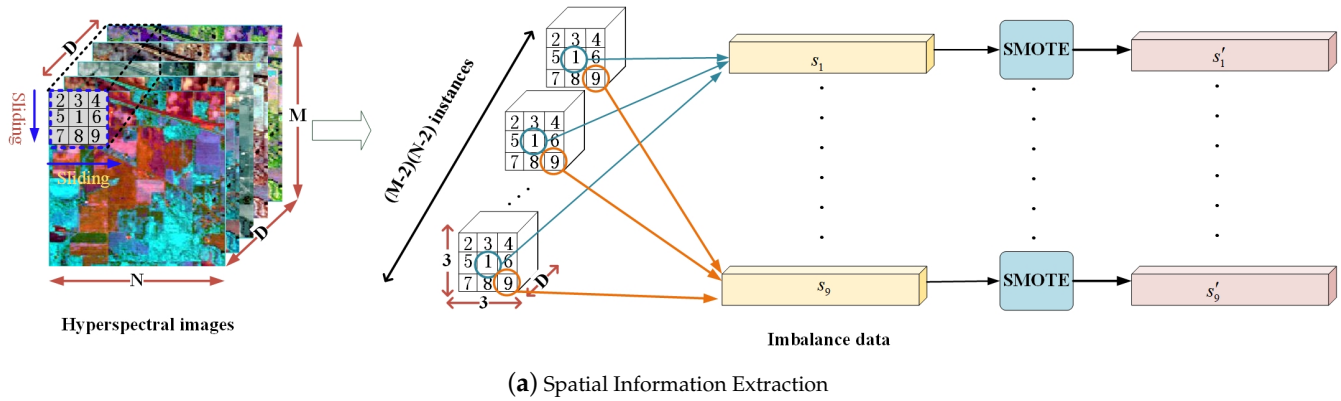 D
2 3 4
5 1 6
7 8 9
Sliding
Sliding
M
D
N
Hyperspectral images
(M-2)(N-2) instances
2 3 4
5 1 6
7 8 9
2 3 4
5 1 6
7 8 9
. . .
2 3 4
5 1 6
7 8 9
3
3
D
s₁
SMOTE
s′₁
s₉
SMOTE
s′₉
Imbalance data
(a) Spatial Information Extraction